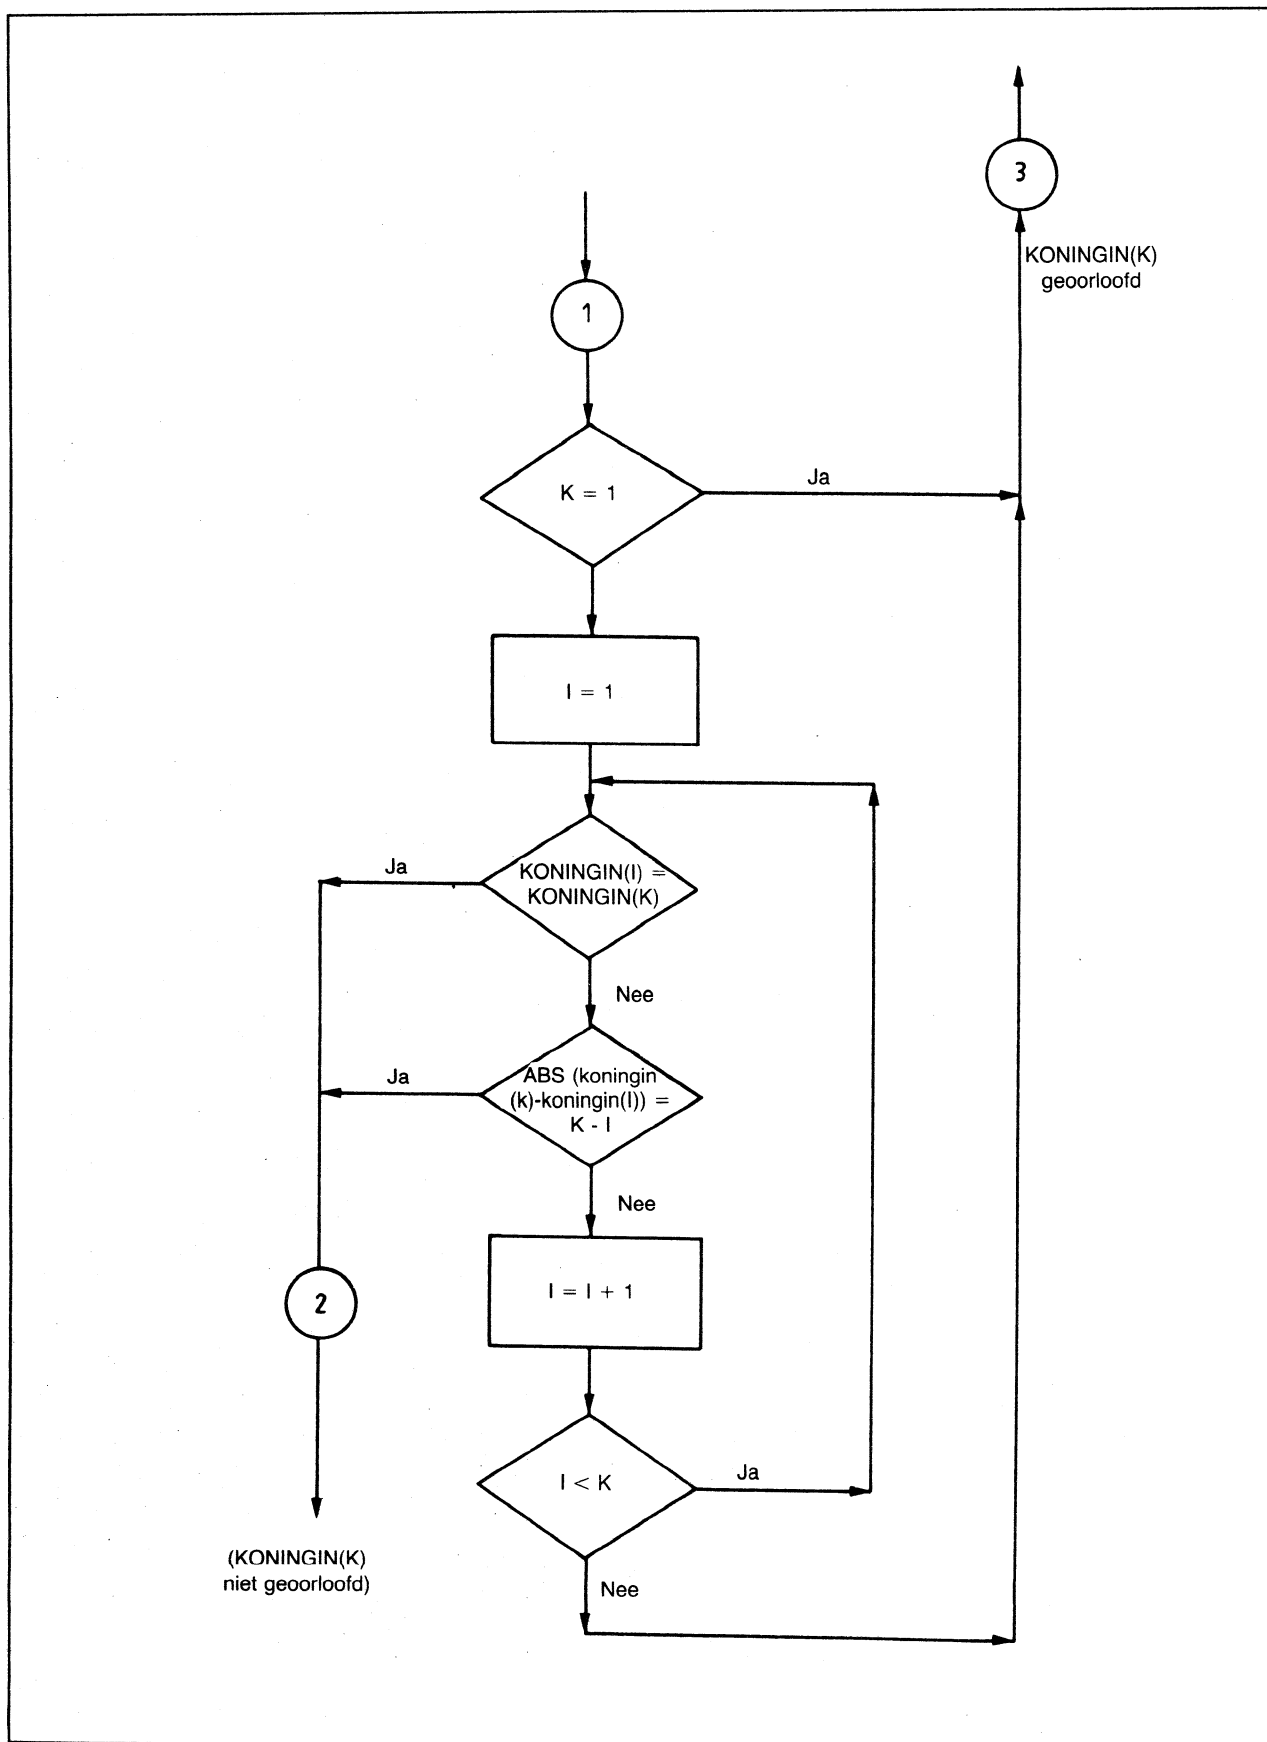 3
KONINGIN(K)
geoorloofd
1
K = 1
Ja
I = 1
KONINGIN(I) =
KONINGIN(K)
Ja
Nee
ABS (koningin
(k)-koningin(I)) =
K - I
Ja
Nee
I = I + 1
2
I < K
Ja
(KONINGIN(K)
niet geoorloofd)
Nee